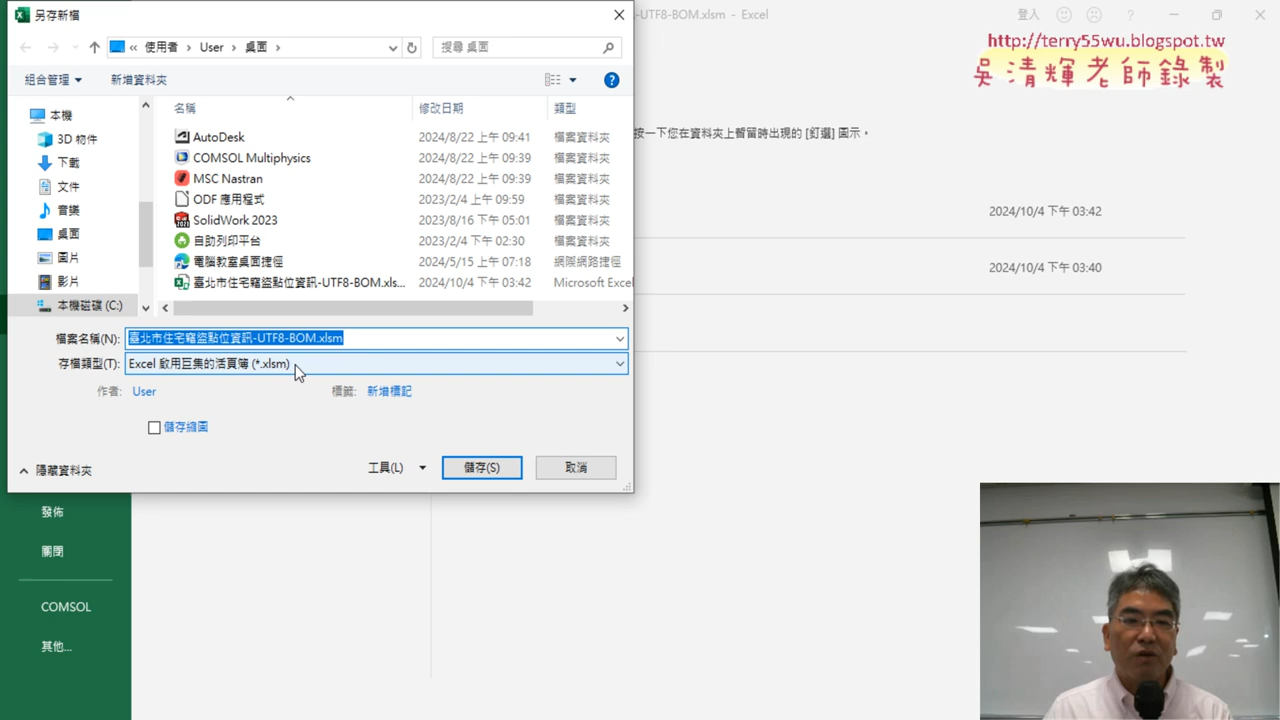 另存新檔
-UTF8-BOM.xlsm - Excel
登入
使用者 › User › 桌面 ›
搜尋 桌面
http://terry55wu.blogspot.tw
吳清輝老師錄製
組合管理
新增資料夾
名稱
修改日期
類型
本機
3D 物件
下載
文件
音樂
桌面
圖片
影片
本機磁碟 (C:)
AutoDesk 2024/8/22 上午 09:41 檔案資料夾
COMSOL Multiphysics 2024/8/22 上午 09:39 檔案資料夾
MSC Nastran 2024/8/22 上午 09:39 檔案資料夾
ODF 應用程式 2023/2/4 上午 09:59 檔案資料夾
SolidWork 2023 2023/8/16 下午 05:01 檔案資料夾
自助列印平台 2023/2/4 下午 02:30 檔案資料夾
電腦教室桌面捷徑 2024/5/15 上午 07:18 網際網路捷徑
臺北市住宅竊盜點位資訊-UTF8-BOM.xls... 2024/10/4 下午 03:42 Microsoft Excel
按一下您在資料夾上暫留時出現的 [釘選] 圖示。
2024/10/4 下午 03:42
2024/10/4 下午 03:40
檔案名稱(N): 臺北市住宅竊盜點位資訊-UTF8-BOM.xlsm
存檔類型(T): Excel 啟用巨集的活頁簿 (*.xlsm)
作者: User
標籤: 新增標記
儲存縮圖
隱藏資料夾
工具(L)
儲存(S)
取消
發佈
關閉
COMSOL
其他...